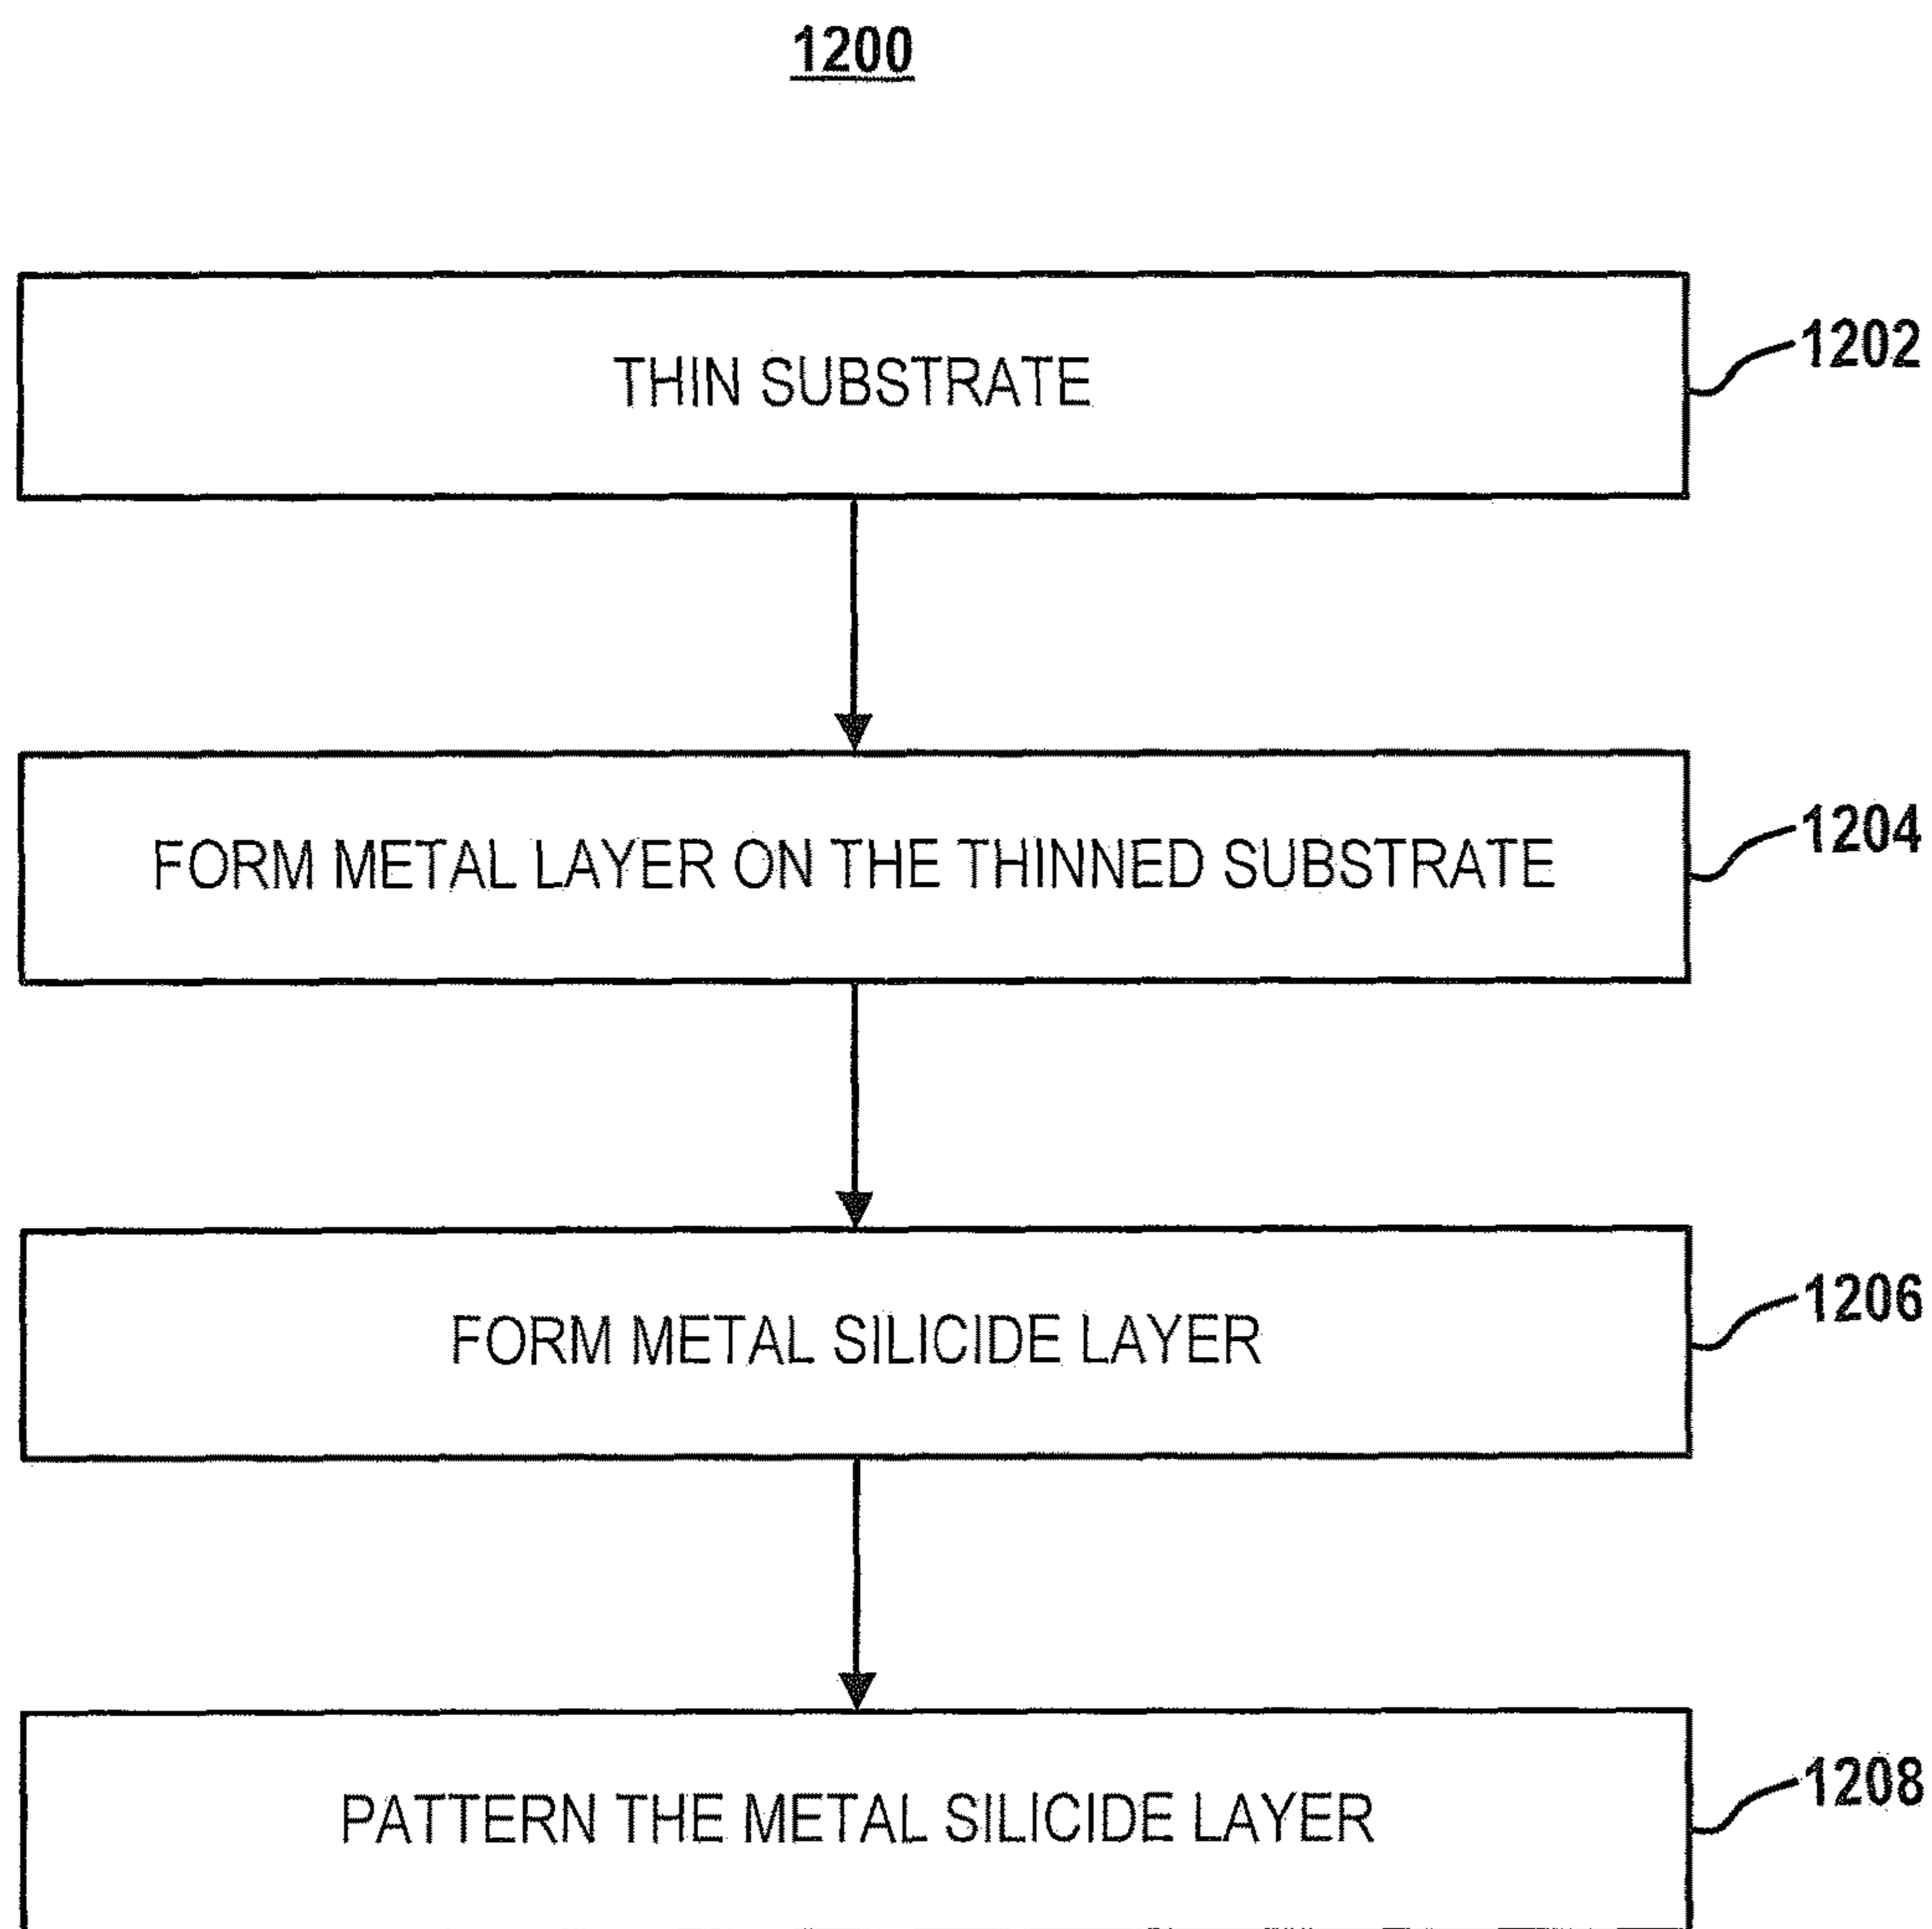 1200
THIN SUBSTRATE
1202
FORM METAL LAYER ON THE THINNED SUBSTRATE
1204
FORM METAL SILICIDE LAYER
1206
PATTERN THE METAL SILICIDE LAYER
1208